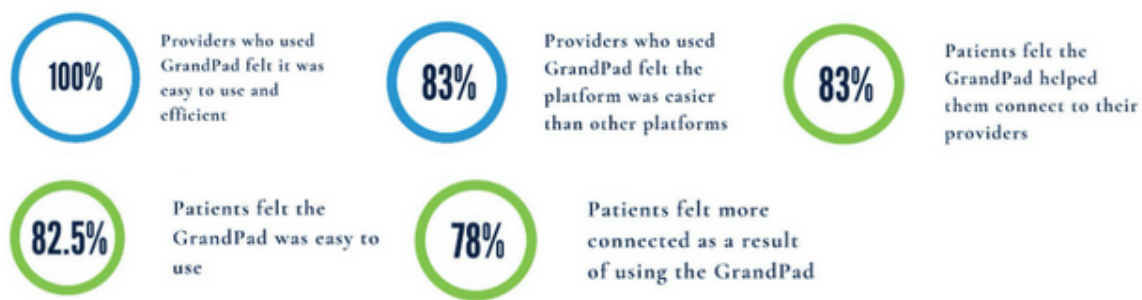 100%
Providers who used
GrandPad felt it was
easy to use and
efficient
83%
Providers who used
GrandPad felt the
platform was easier
than other platforms
83%
Patients felt the
GrandPad helped
them connect to their
providers
82.5%
Patients felt the
GrandPad was easy to
use
78%
Patients felt more
connected as a result
of using the GrandPad